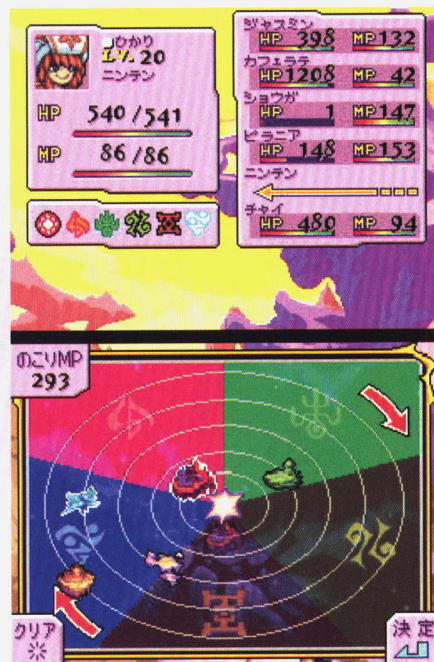 ひかり
LV. 20
ニンテン
HP 540/541
MP 86/86
ジャスミン
HP 398 MP 132
カフェラテ
HP 1208 MP 42
ショウガ
HP 1 MP 147
ピラニア
HP 148 MP 153
ニンテン
チャイ
HP 480 MP 94
のこりMP
293
クリア
決定